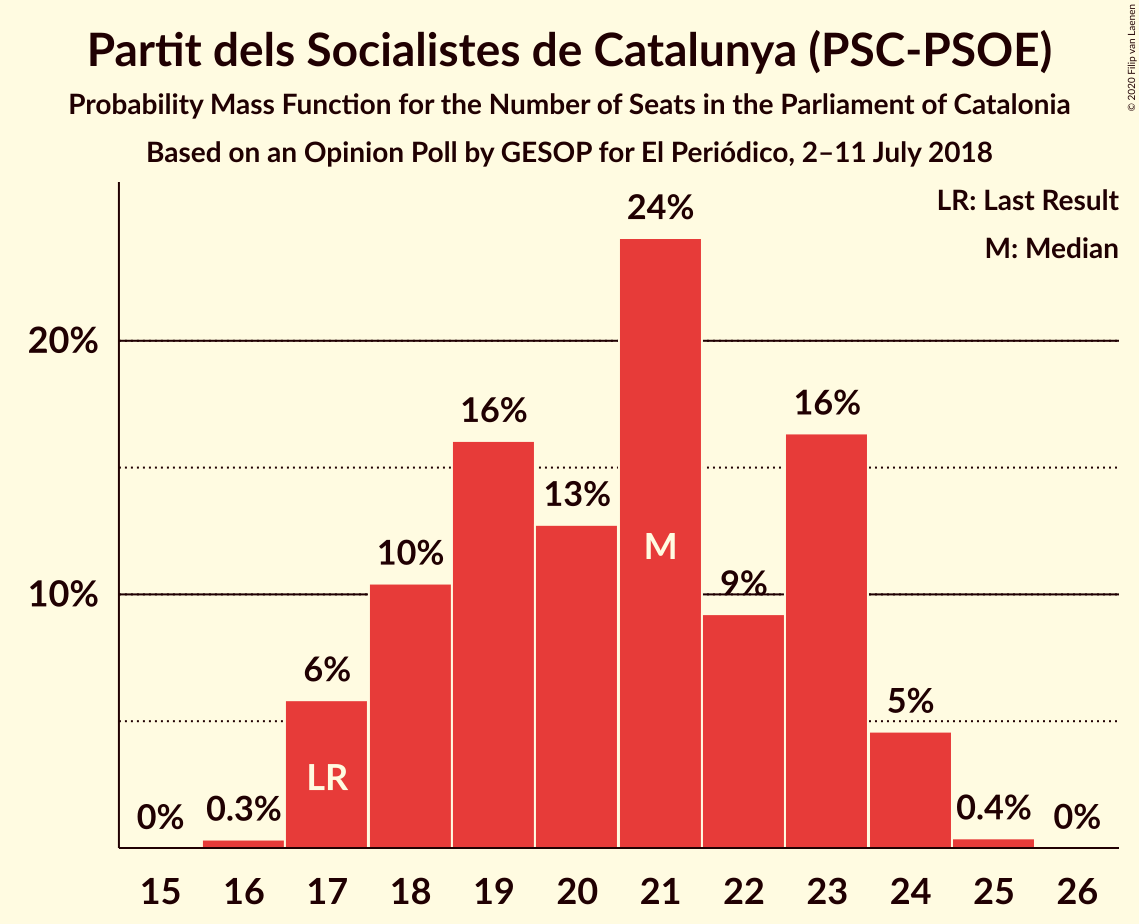 Partit dels Socialistes de Catalunya (PSC-PSOE)
Probability Mass Function for the Number of Seats in the Parliament of Catalonia
Based on an Opinion Poll by GESOP for El Periódico, 2–11 July 2018
© 2020 Filip van Laenen
LR: Last Result
M: Median
24%
20%
16%
16%
13%
M
10%
9%
10%
6%
5%
LR
0%
0.3%
0.4%
0%
15 16 17 18 19 20 21 22 23 24 25 26